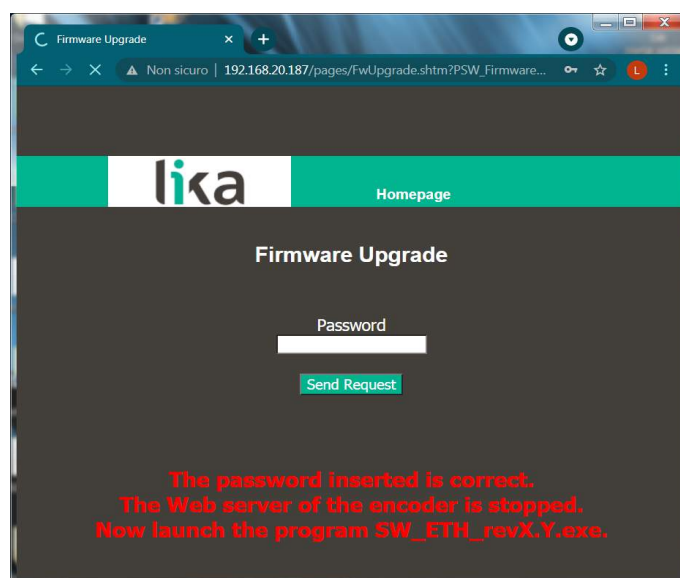 Firmware Upgrade
Non sicuro | 192.168.20.187/pages/FwUpgrade.shtm?PSW_Firmware...
L
lika
Homepage
Firmware Upgrade
Password
Send Request
The password inserted is correct.
The Web server of the encoder is stopped.
Now launch the program SW_ETH_revX.Y.exe.